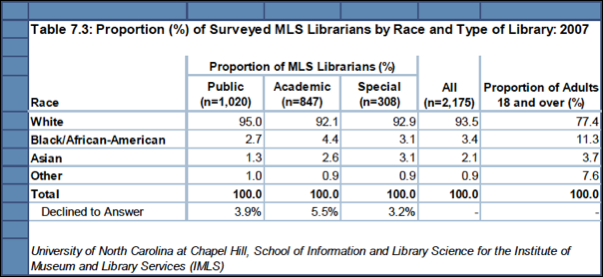 Table 7.3: Proportion (%) of Surveyed MLS Librarians by Race and Type of Library: 2007
Proportion of MLS Librarians (%)
Race Public (n=1,020) Academic (n=847) Special (n=308) All (n=2,175) Proportion of Adults 18 and over (%)
White 95.0 92.1 92.9 93.5 77.4
Black/African-American 2.7 4.4 3.1 3.4 11.3
Asian 1.3 2.6 3.1 2.1 3.7
Other 1.0 0.9 0.9 0.9 7.6
Total 100.0 100.0 100.0 100.0 100.0
Declined to Answer 3.9% 5.5% 3.2% - -
University of North Carolina at Chapel Hill, School of Information and Library Science for the Institute of
Museum and Library Services (IMLS)